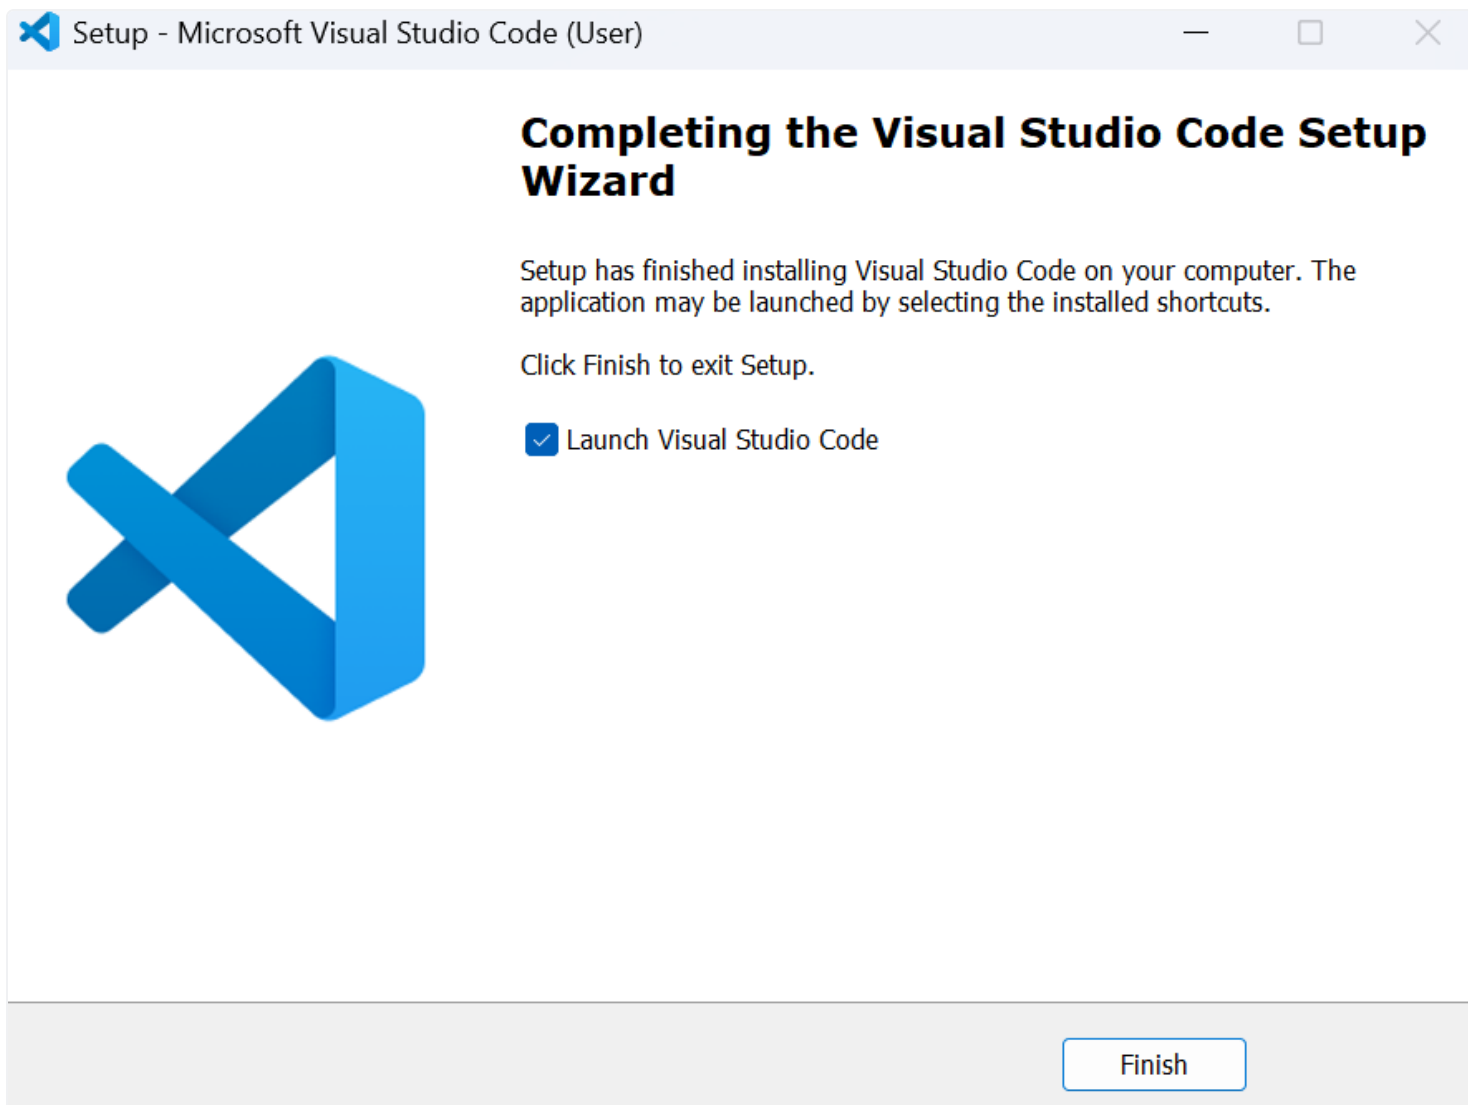 Setup - Microsoft Visual Studio Code (User)
Completing the Visual Studio Code Setup
Wizard
Setup has finished installing Visual Studio Code on your computer. The
application may be launched by selecting the installed shortcuts.
Click Finish to exit Setup.
Launch Visual Studio Code
Finish